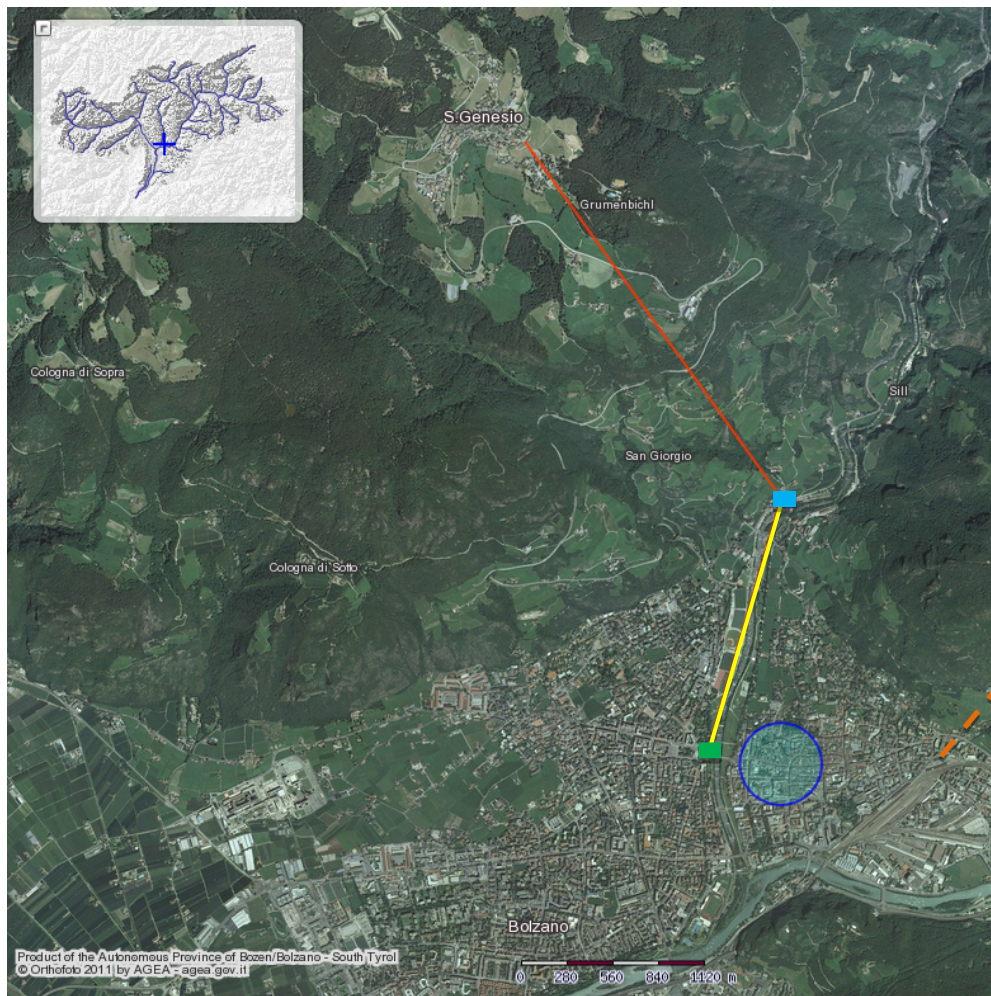 S.Genesio
Grumenbichl
Cologna di Sopra
Sill
San Giorgio
Cologna di Sotto
Bolzano
Product of the Autonomous Province of Bozen/Bolzano - South Tyrol
© Orthofoto 2011 by AGEA - agea.gov.it
0 280 560 840 1120 m